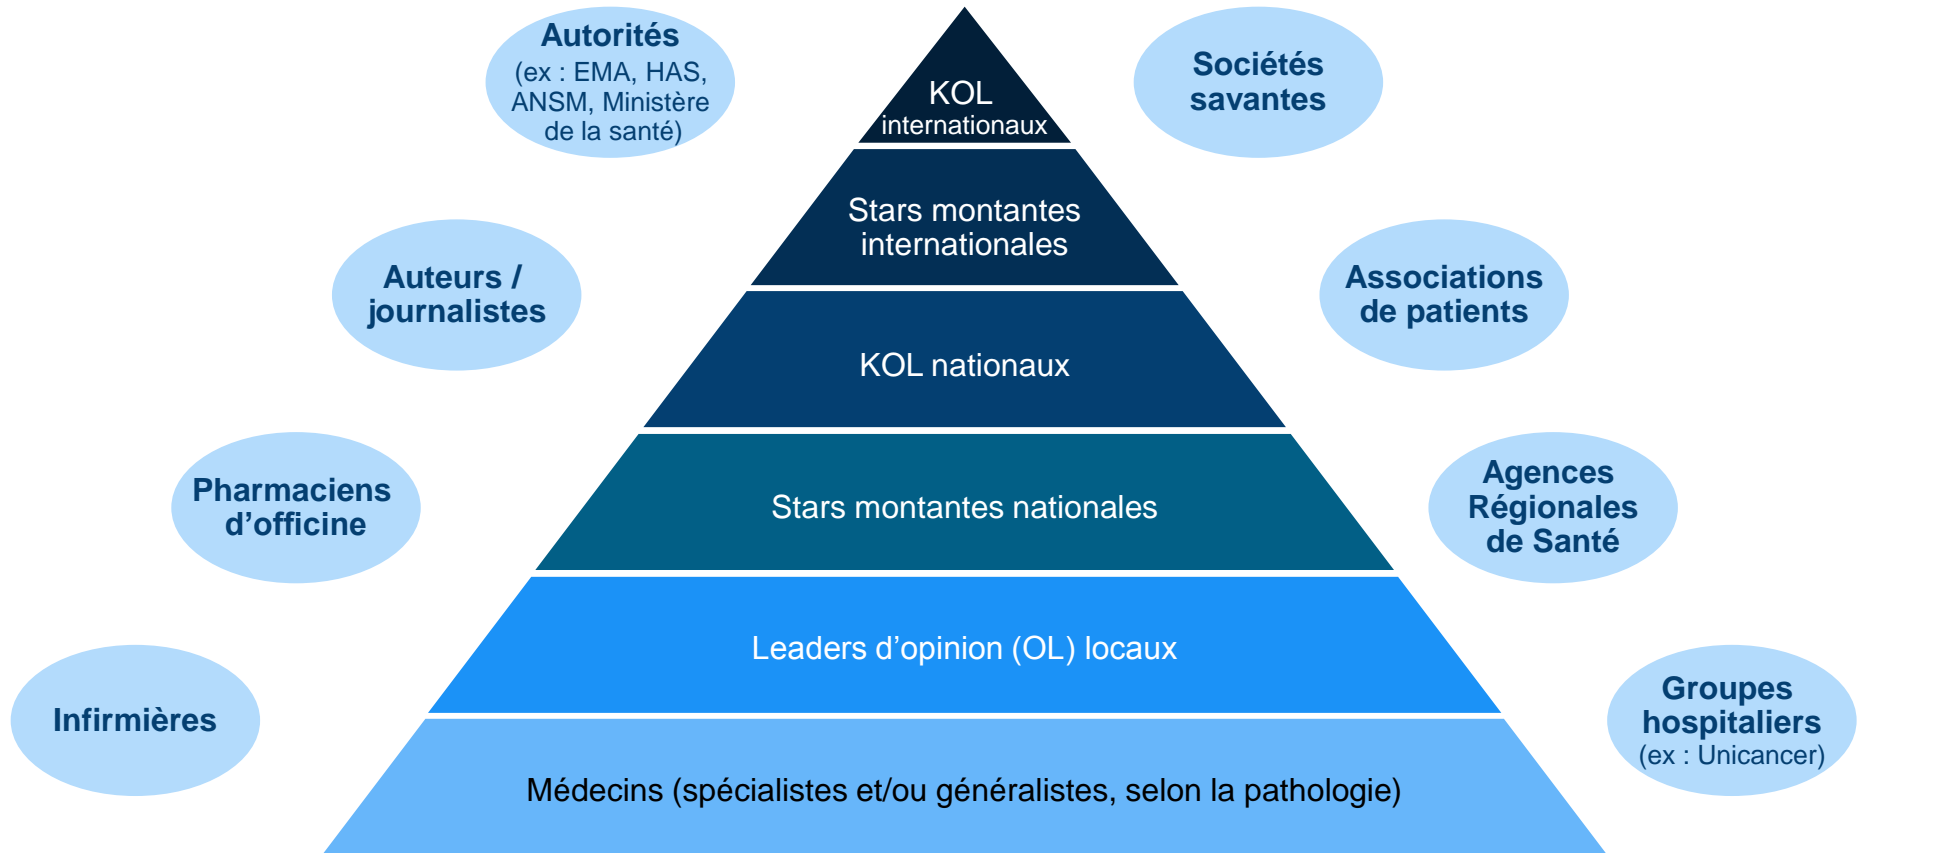 Autorités
(ex : EMA, HAS,
ANSM, Ministère
de la santé)
Sociétés
savantes
KOL
internationaux
Stars montantes
internationales
Auteurs /
journalistes
Associations
de patients
KOL nationaux
Pharmaciens
d’officine
Stars montantes nationales
Agences
Régionales
de Santé
Leaders d’opinion (OL) locaux
Infirmières
Groupes
hospitaliers
(ex : Unicancer)
Médecins (spécialistes et/ou généralistes, selon la pathologie)